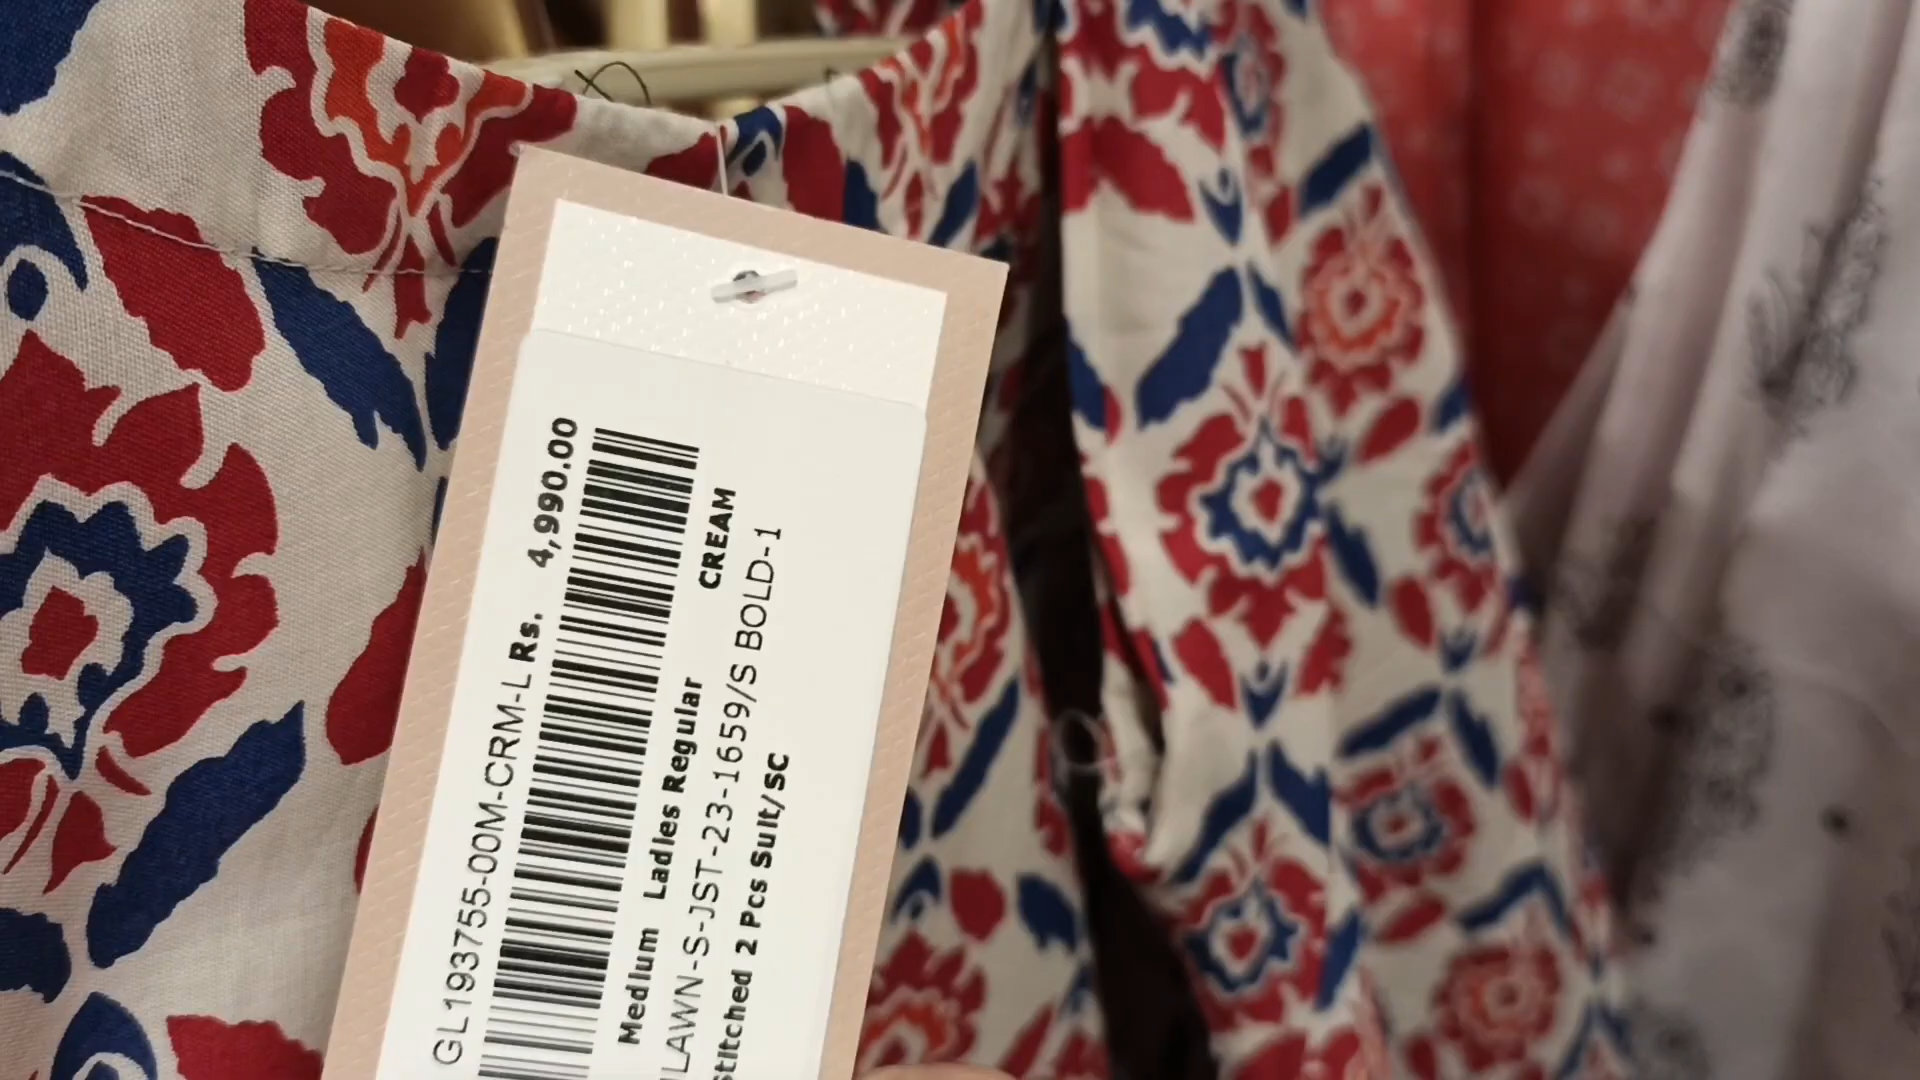 GL193755-00M-CRM-L Rs. 4,990.00
Medium Ladies Regular CREAM
LAWN-S-JST-23-1659/S BOLD-1
stitched 2 Pcs Suit/SC